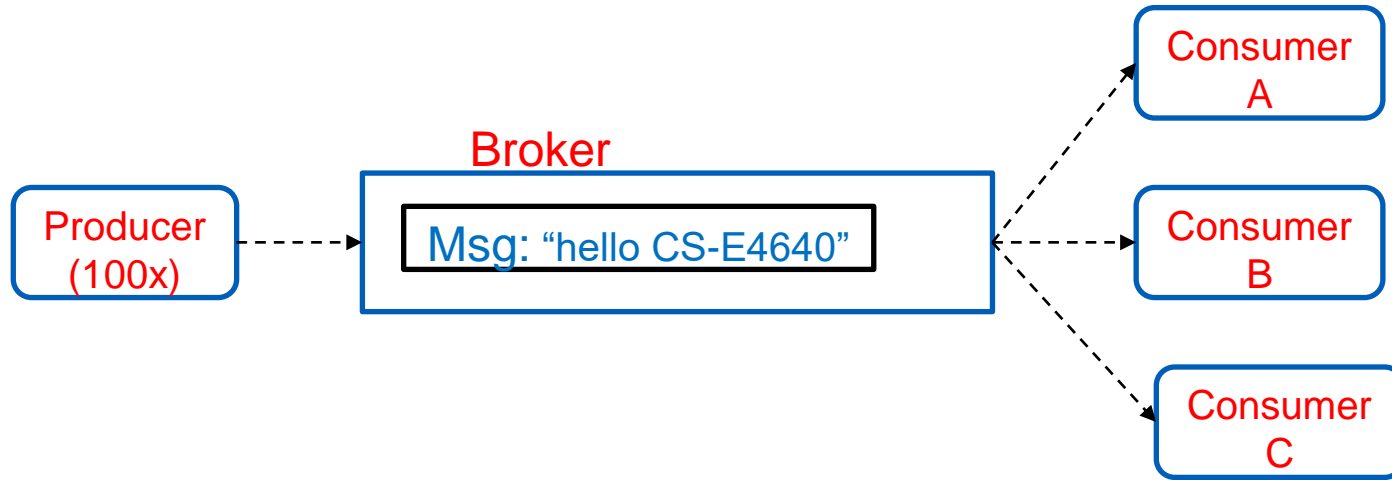 Producer
(100x)
Broker
Msg: “hello CS-E4640”
Consumer
A
Consumer
B
Consumer
C